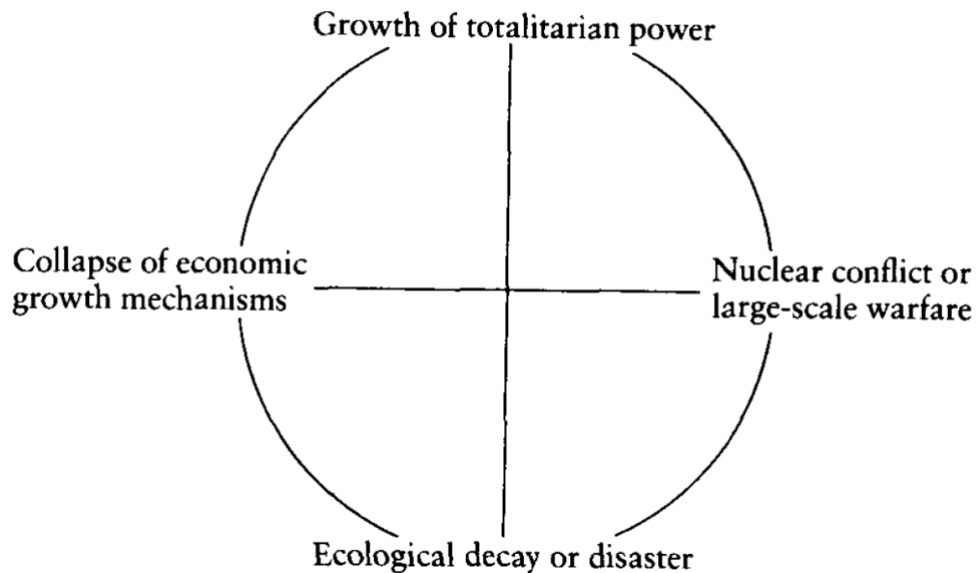 Growth of totalitarian power
Collapse of economic
growth mechanisms
Nuclear conflict or
large-scale warfare
Ecological decay or disaster